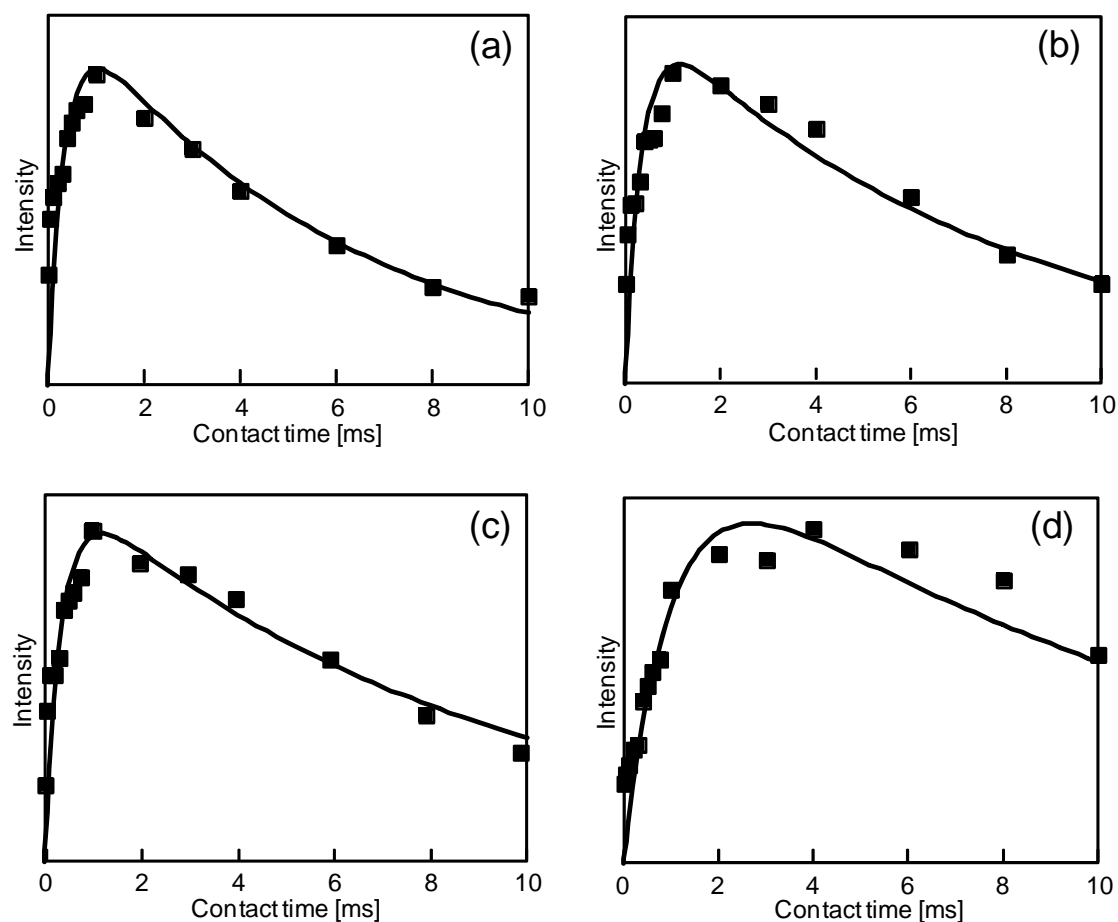 (a)
Intensity
0 2 4 6 8 10
Contact time [ms]
(b)
Intensity
0 2 4 6 8 10
Contact time [ms]
(c)
Intensity
0 2 4 6 8 10
Contact time [ms]
(d)
Intensity
0 2 4 6 8 10
Contact time [ms]